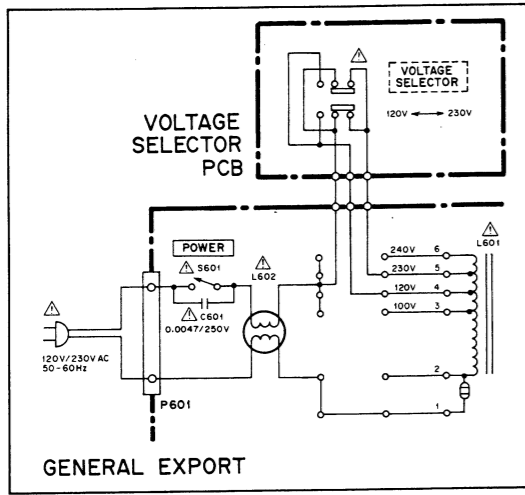 VOLTAGE
SELECTOR
120V ↔ 230V
VOLTAGE
SELECTOR
PCB
POWER
S601
L602
C601
0.0047/250V
120V/230V AC
50-60Hz
P601
L601
240V 6
230V 5
120V 4
100V 3
2
1
GENERAL EXPORT